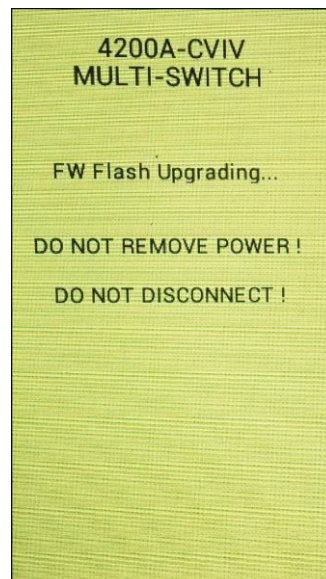 4200A-CVIV
MULTI-SWITCH
FW Flash Upgrading...
DO NOT REMOVE POWER !
DO NOT DISCONNECT !